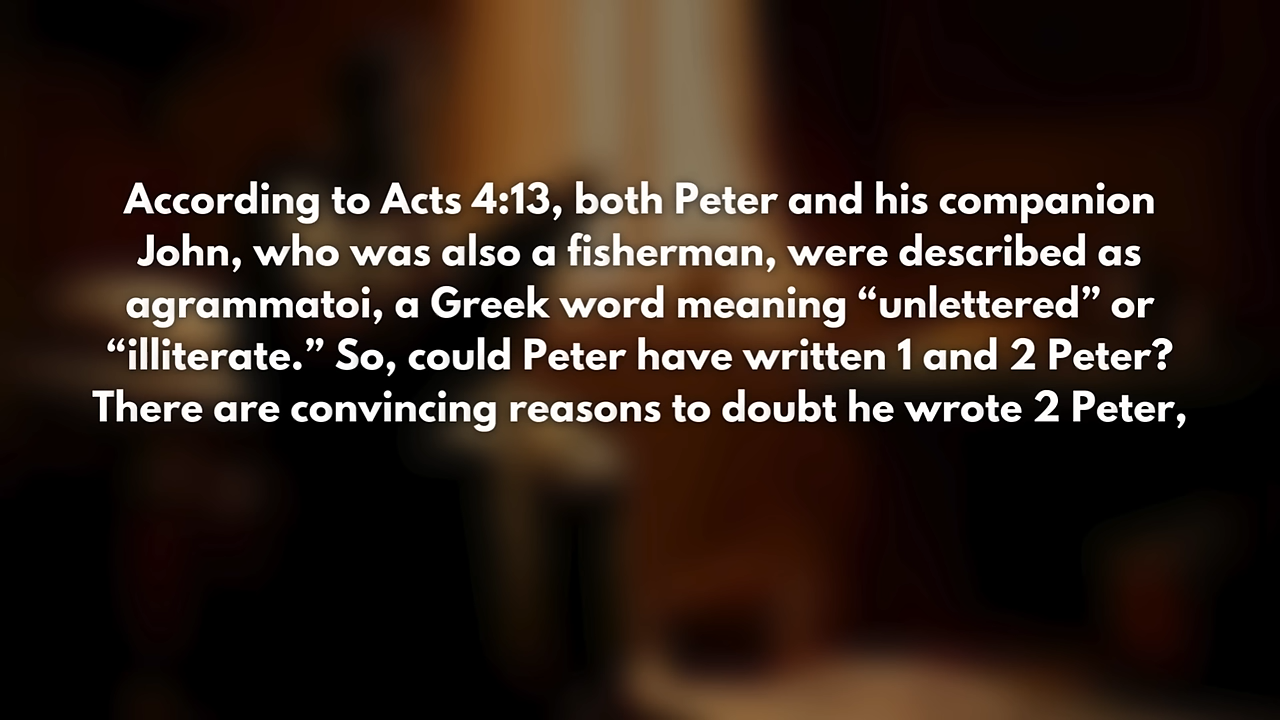 According to Acts 4:13, both Peter and his companion
John, who was also a fisherman, were described as
agrammatoi, a Greek word meaning “unlettered” or
“illiterate.” So, could Peter have written 1 and 2 Peter?
There are convincing reasons to doubt he wrote 2 Peter,